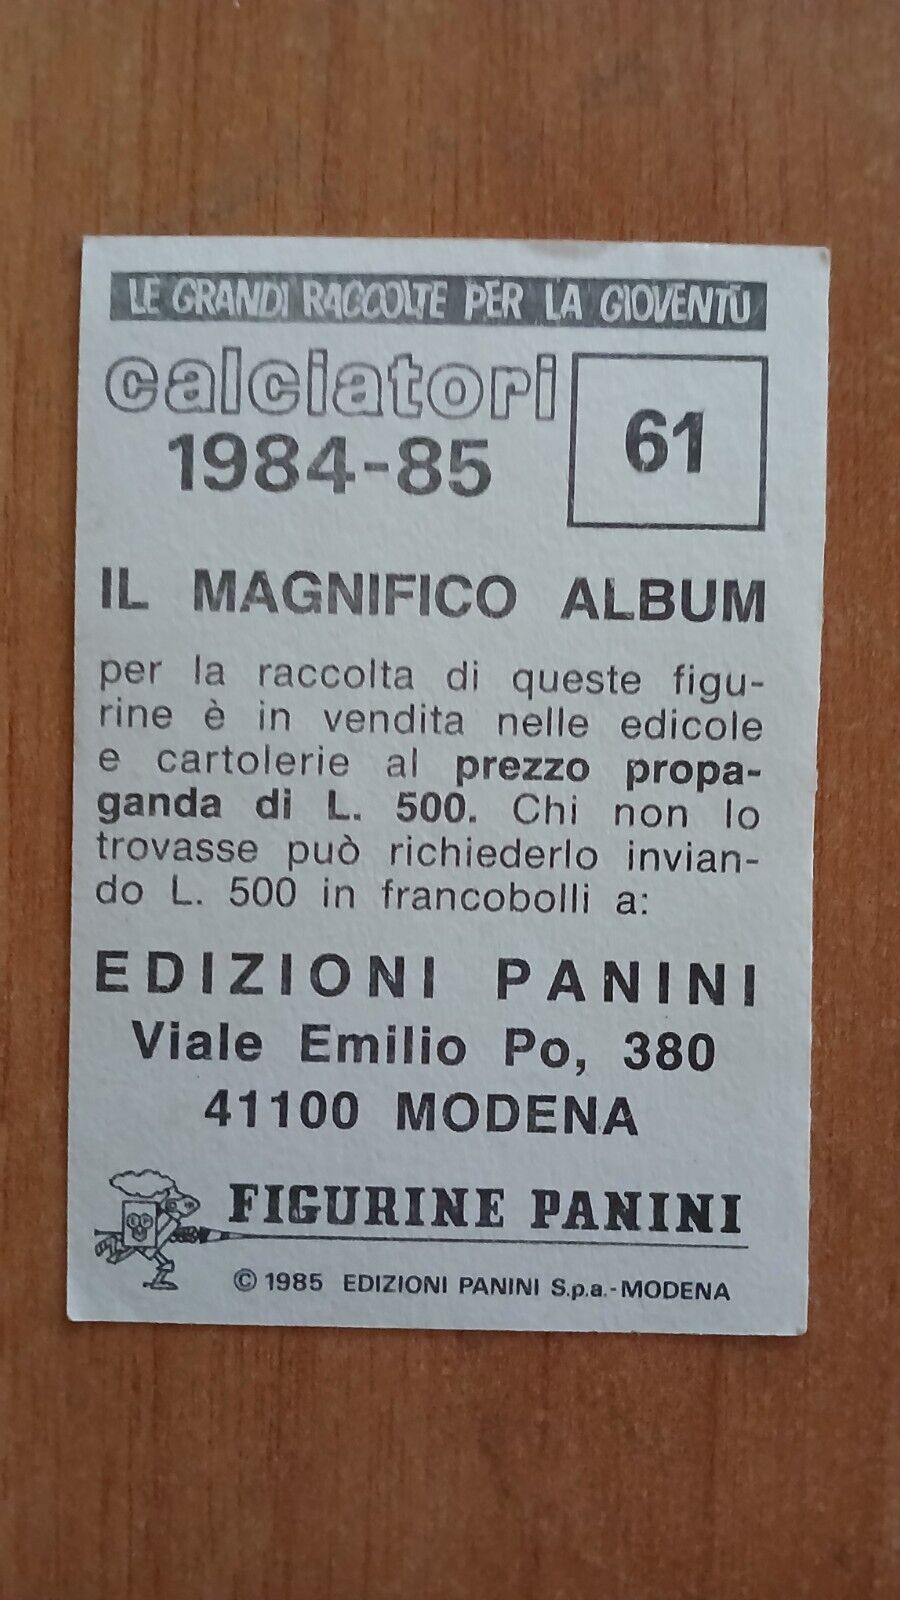 LE GRANDI RACCOLTE PER LA GIOVENTÙ
calciatori
1984-85
61
IL MAGNIFICO ALBUM
per la raccolta di queste figu-
rine è in vendita nelle edicole
e cartolerie al prezzo propa-
ganda di L. 500. Chi non lo
trovasse può richiederlo invian-
do L. 500 in francobolli a:
EDIZIONI PANINI
Viale Emilio Po, 380
41100 MODENA
FIGURINE PANINI
© 1985 EDIZIONI PANINI S.p.a.-MODENA